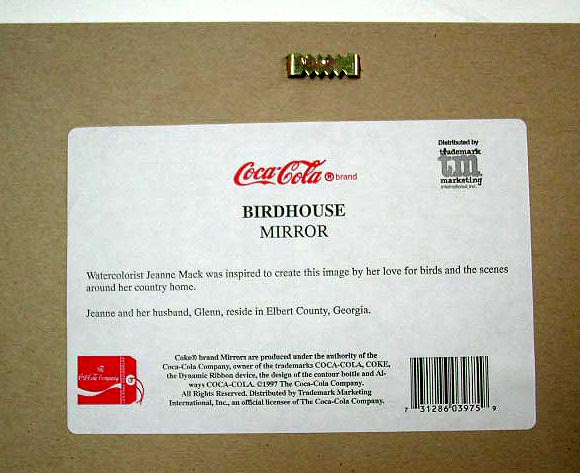 Coca-Cola ® brand
Distributed by
trademark
tm
marketing
international, inc.
BIRDHOUSE
MIRROR
Watercolorist Jeanne Mack was inspired to create this image by her love for birds and the scenes
around her country home.
Jeanne and her husband, Glenn, reside in Elbert County, Georgia.
Coke® brand Mirrors are produced under the authority of the
Coca-Cola Company, owner of the trademarks COCA-COLA, COKE,
the Dynamic Ribbon device, the design of the contour bottle and Al-
ways COCA-COLA. ©1997 The Coca-Cola Company.
All Rights Reserved. Distributed by Trademark Marketing
International, Inc., an official licensee of The Coca-Cola Company.
The Coca-Cola Company
7 31286 03975 9